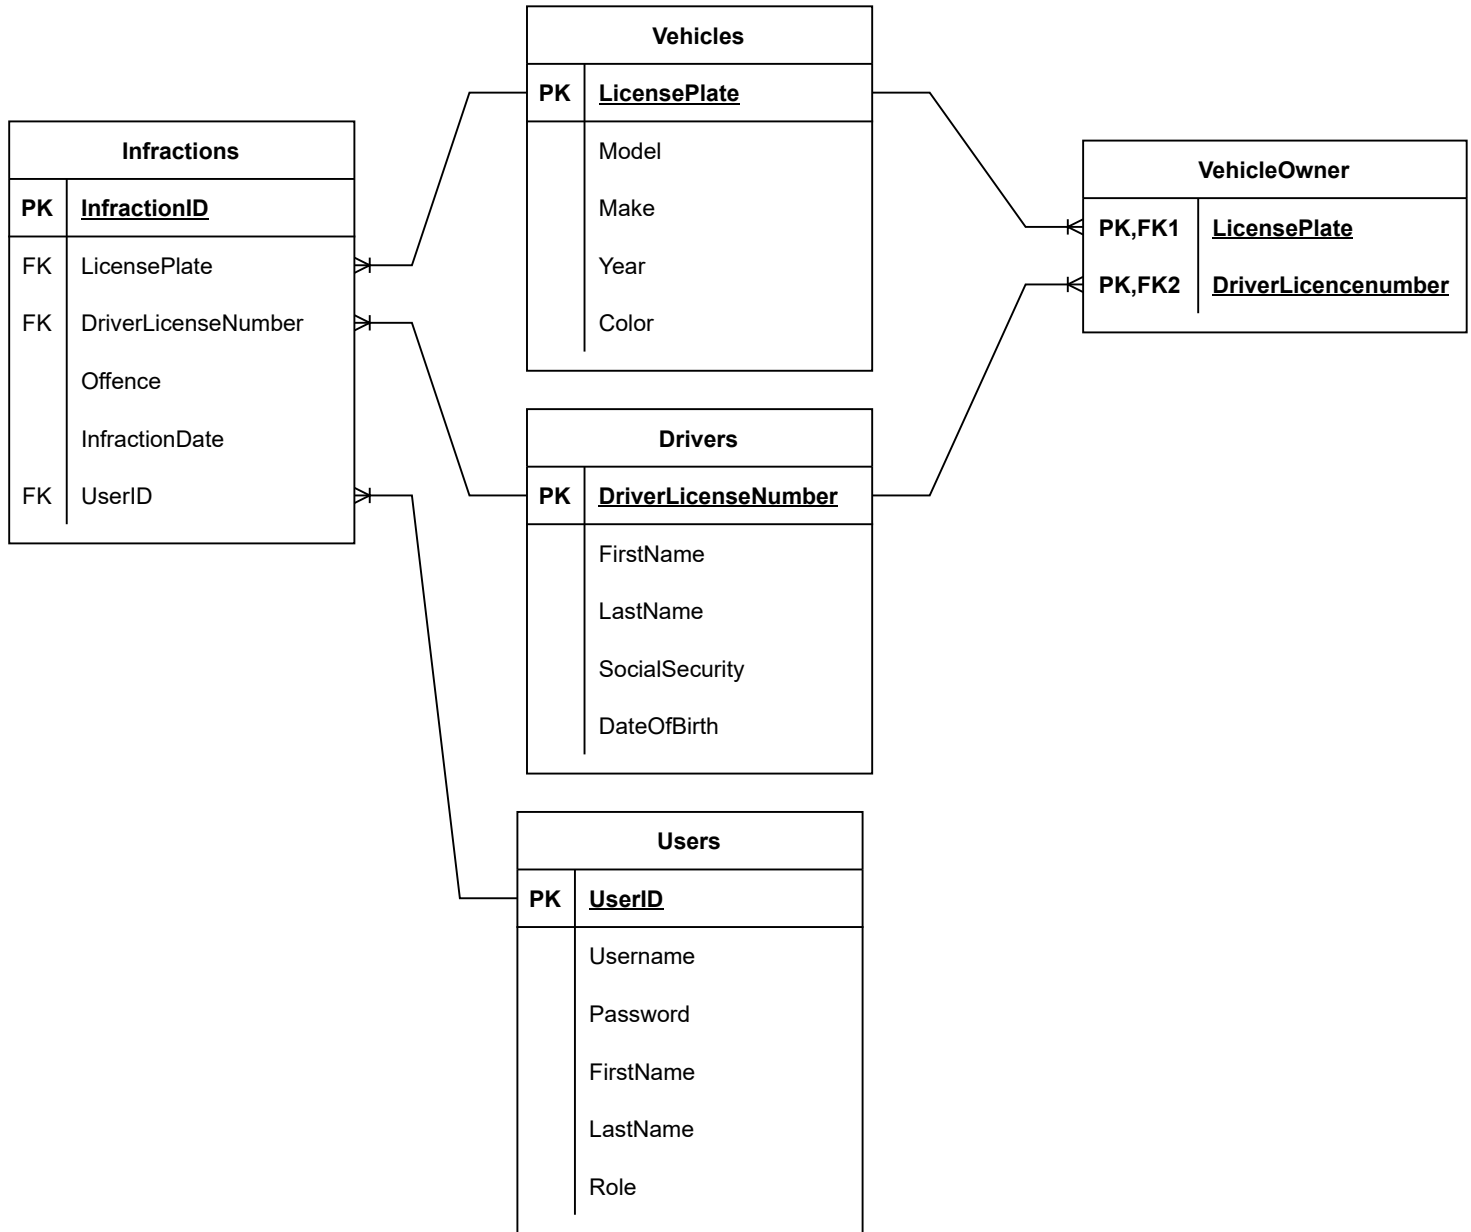 Vehicles
PK LicensePlate
Model
Make
Year
Color
Infractions
PK InfractionID
FK LicensePlate
FK DriverLicenseNumber
Offence
InfractionDate
FK UserID
VehicleOwner
PK,FK1 LicensePlate
PK,FK2 DriverLicencenumber
Drivers
PK DriverLicenseNumber
FirstName
LastName
SocialSecurity
DateOfBirth
Users
PK UserID
Username
Password
FirstName
LastName
Role